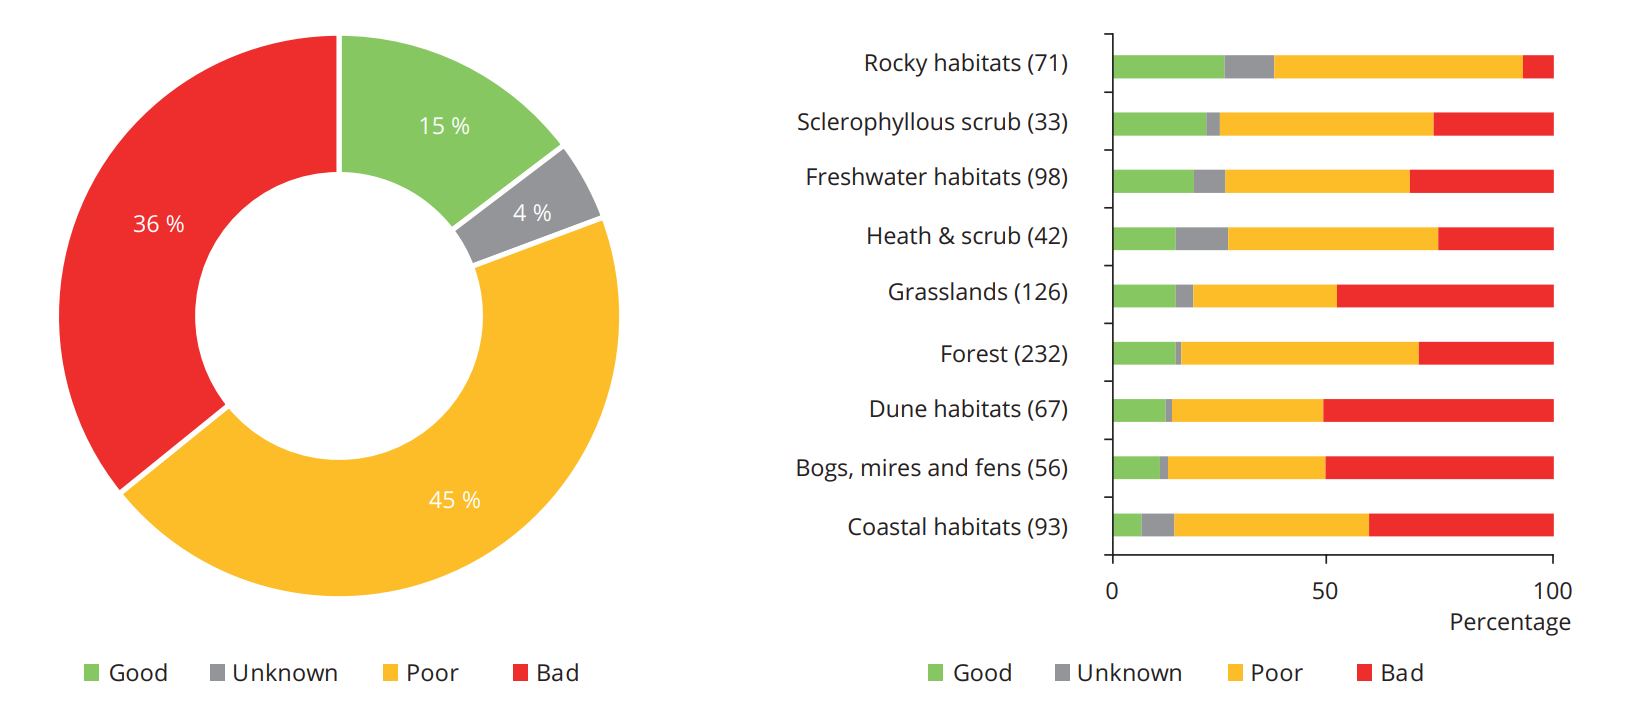 15 %
4 %
36 %
45 %
Good Unknown Poor Bad
Rocky habitats (71)
Sclerophyllous scrub (33)
Freshwater habitats (98)
Heath & scrub (42)
Grasslands (126)
Forest (232)
Dune habitats (67)
Bogs, mires and fens (56)
Coastal habitats (93)
0 50 100
Percentage
Good Unknown Poor Bad